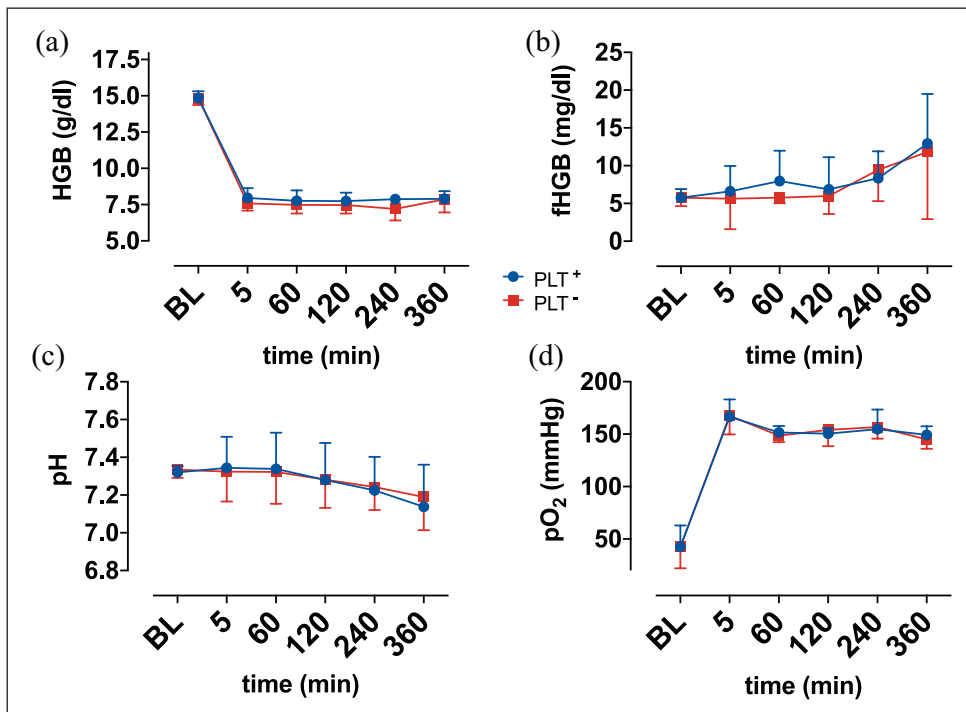 (a)
HGB (g/dl)
17.5
15.0
12.5
10.0
7.5
5.0
BL 5 60 120 240 360
time (min)
(b)
fHGB (mg/dl)
25
20
15
10
5
0
BL 5 60 120 240 360
time (min)
PLT +
PLT -
(c)
pH
7.8
7.6
7.4
7.2
7.0
6.8
BL 5 60 120 240 360
time (min)
(d)
pO2 (mmHg)
200
150
100
50
BL 5 60 120 240 360
time (min)